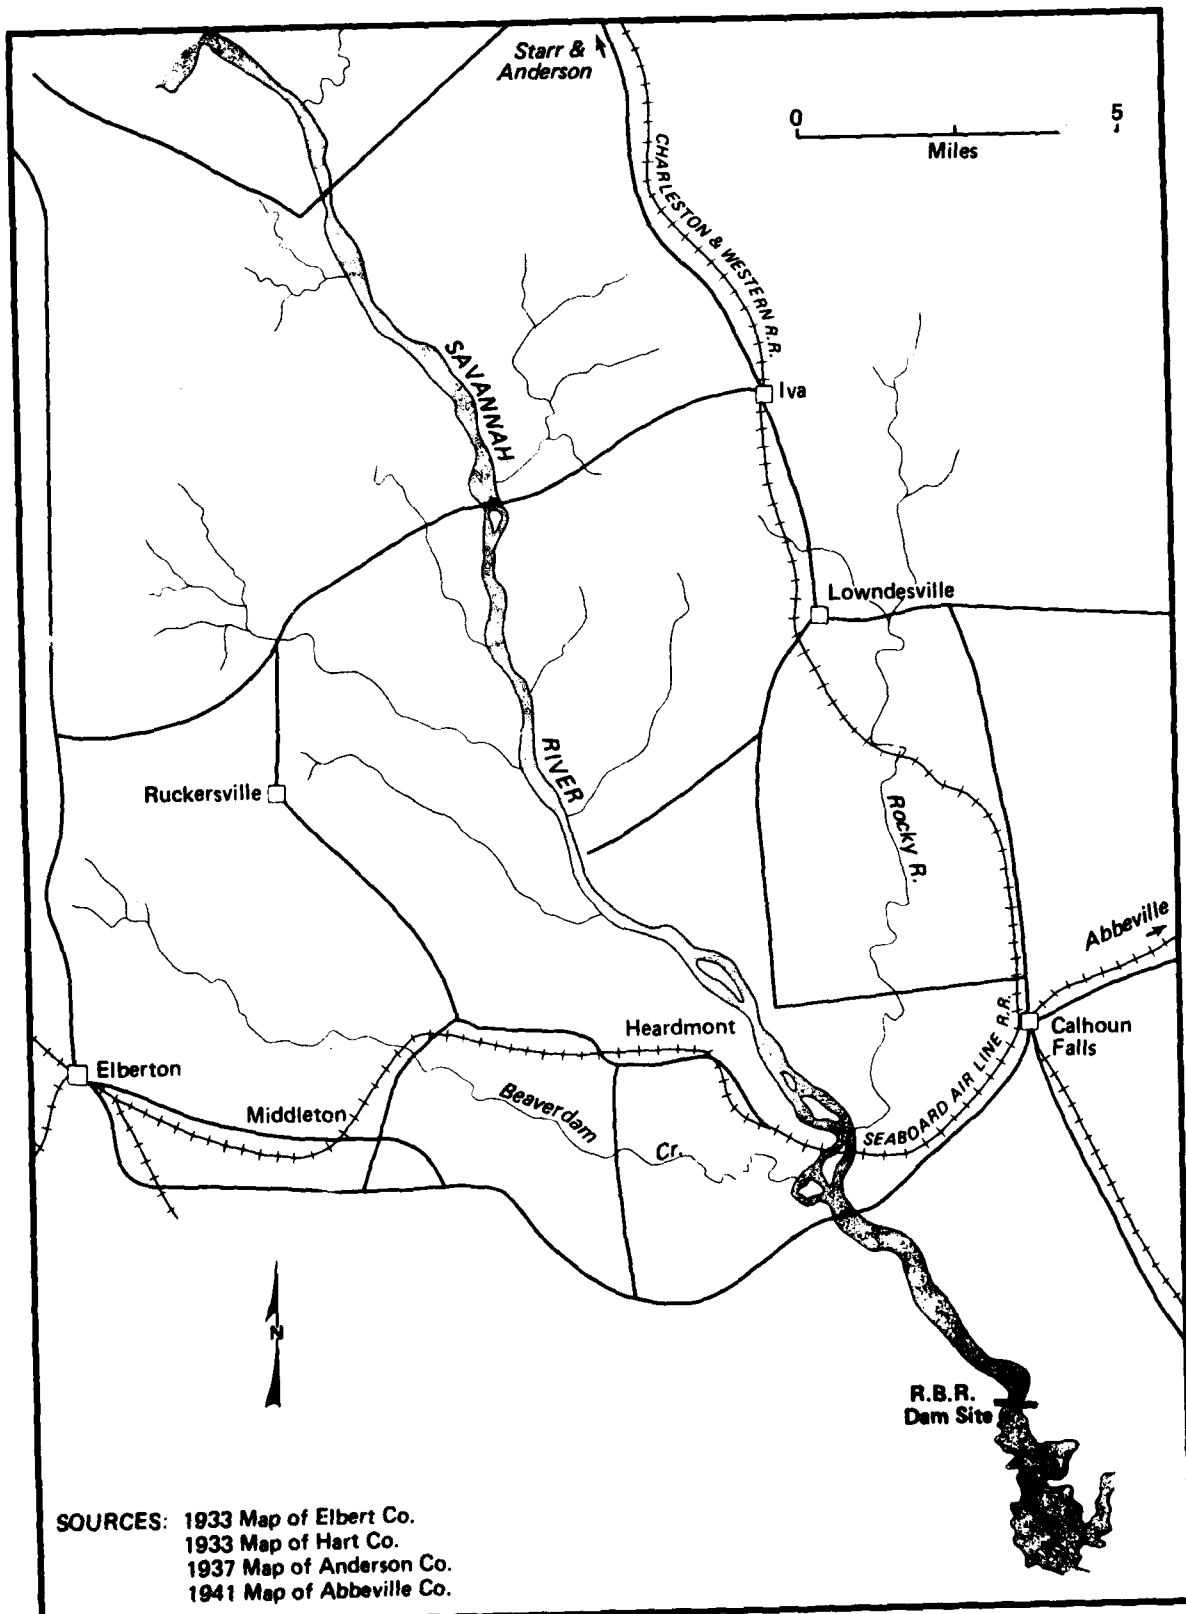 Starr &
Anderson
0 5
Miles
CHARLESTON & WESTERN R.R.
SAVANNAH
Iva
Lowndesville
RIVER
Ruckersville
Rocky R.
Abbeville
Heardmont
Calhoun
Falls
Elberton
Middleton
Beaverdam
Cr.
SEABOARD AIR LINE R.R.
N
R.B.R.
Dam Site
SOURCES: 1933 Map of Elbert Co.
1933 Map of Hart Co.
1937 Map of Anderson Co.
1941 Map of Abbeville Co.